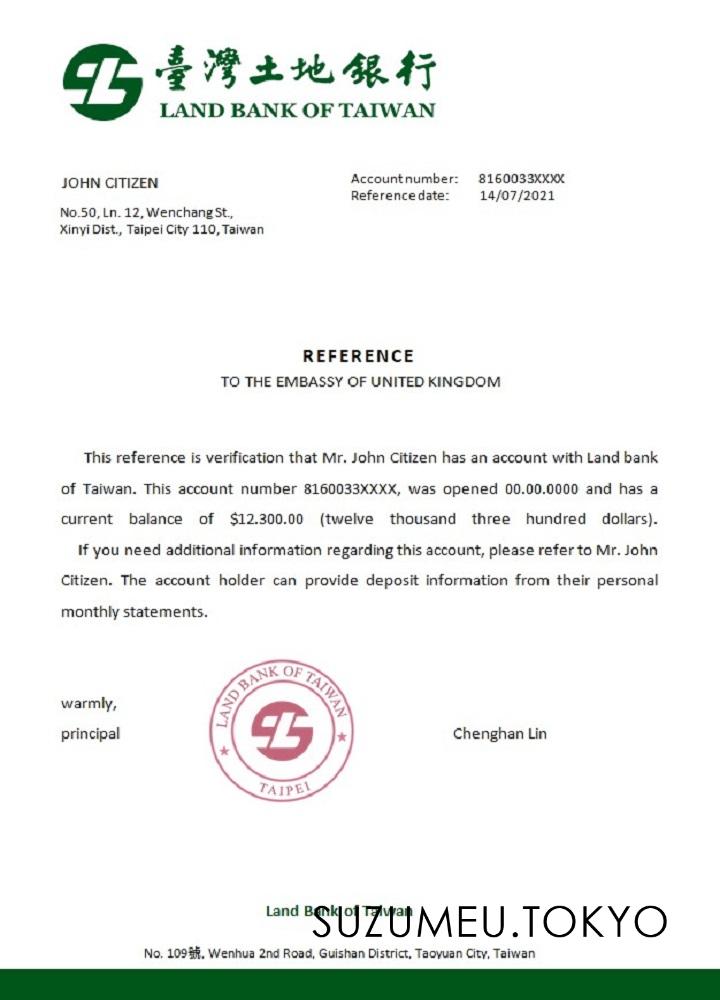 臺灣土地銀行
LAND BANK OF TAIWAN
JOHN CITIZEN
No.50, Ln. 12, Wenchang St.,
Xinyi Dist., Taipei City 110, Taiwan
Account number: 8160033XXXX
Reference date: 14/07/2021
REFERENCE
TO THE EMBASSY OF UNITED KINGDOM
This reference is verification that Mr. John Citizen has an account with Land bank
of Taiwan. This account number 8160033XXXX, was opened 00.00.0000 and has a
current balance of $12.300.00 (twelve thousand three hundred dollars).
If you need additional information regarding this account, please refer to Mr. John
Citizen. The account holder can provide deposit information from their personal
monthly statements.
warmly,
principal
LAND BANK OF TAIWAN
TAIPEI
Chenghan Lin
Land Bank of Taiwan
SUZUMEU.TOKYO
No. 109號, Wenhua 2nd Road, Guishan District, Taoyuan City, Taiwan